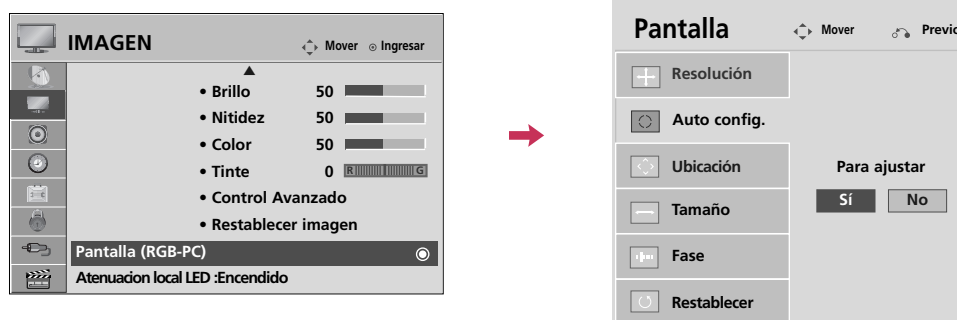 IMAGEN
Mover Ingresar
• Brillo 50
• Nitidez 50
• Color 50
• Tinte 0 R G
• Control Avanzado
• Restablecer imagen
Pantalla (RGB-PC)
Atenuacion local LED :Encendido
Pantalla
Mover
Resolución
Auto config.
Ubicación
Tamaño
Fase
Restablecer
Para ajustar
Sí No